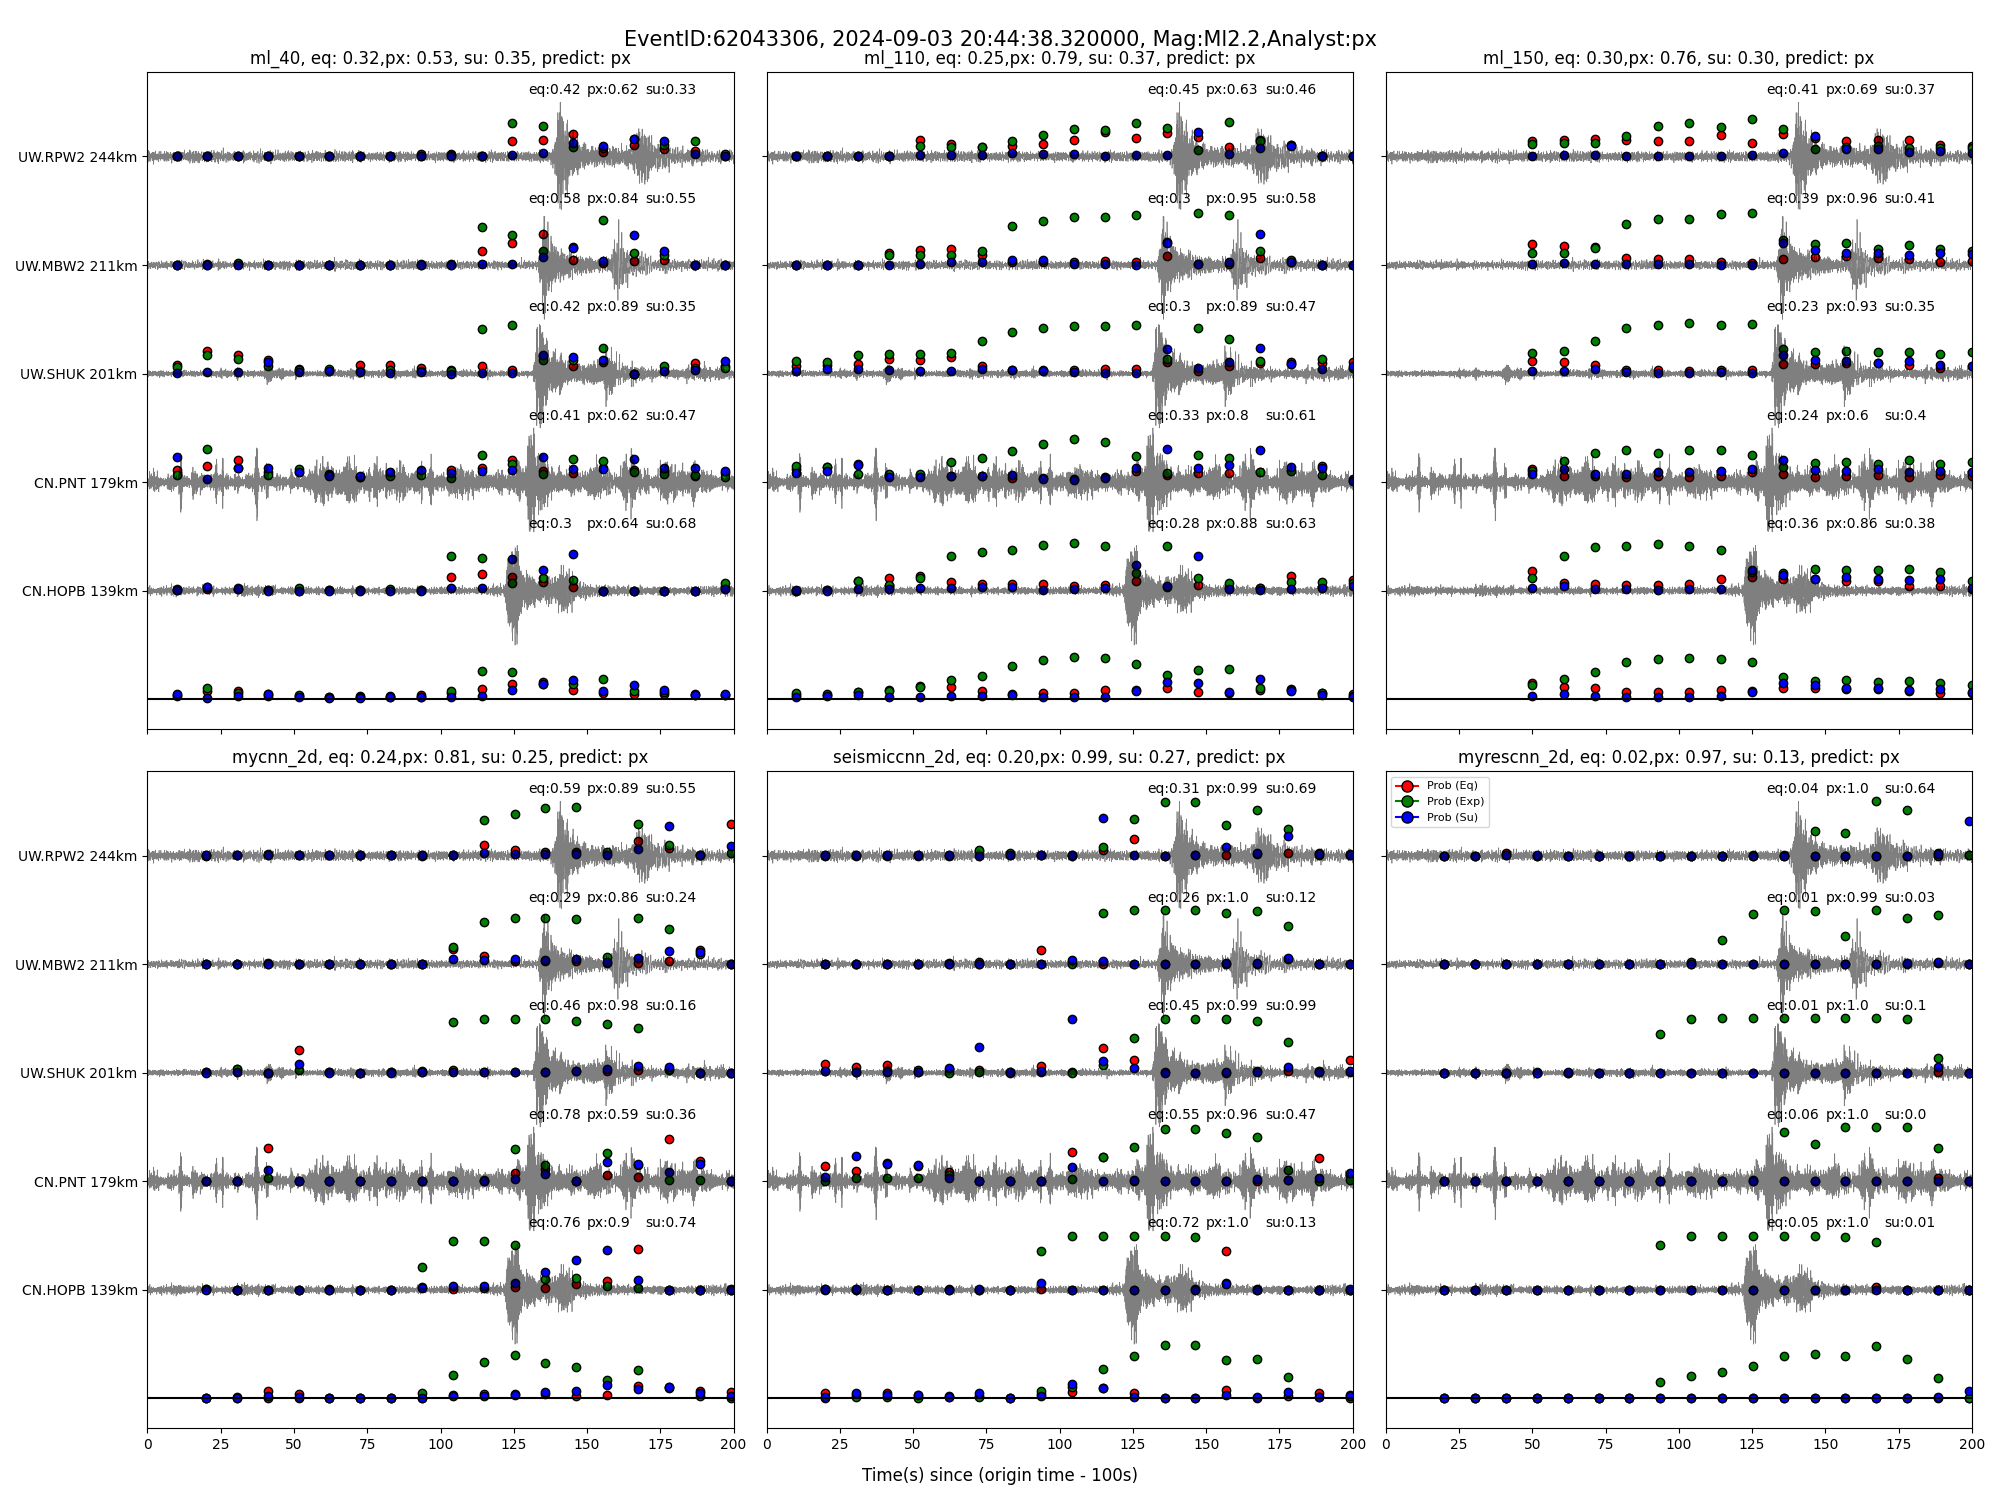 EventID:62043306, 2024-09-03 20:44:38.320000, Mag:Ml2.2,Analyst:px
ml_40, eq: 0.32,px: 0.53, su: 0.35, predict: px
eq:0.42 px:0.62 su:0.33
UW.RPW2 244km
eq:0.58 px:0.84 su:0.55
UW.MBW2 211km
eq:0.42 px:0.89 su:0.35
UW.SHUK 201km
eq:0.41 px:0.62 su:0.47
CN.PNT 179km
eq:0.3 px:0.64 su:0.68
CN.HOPB 139km
ml_110, eq: 0.25,px: 0.79, su: 0.37, predict: px
eq:0.45 px:0.63 su:0.46
eq:0.3 px:0.95 su:0.58
eq:0.3 px:0.89 su:0.47
eq:0.33 px:0.8 su:0.61
eq:0.28 px:0.88 su:0.63
ml_150, eq: 0.30,px: 0.76, su: 0.30, predict: px
eq:0.41 px:0.69 su:0.37
eq:0.39 px:0.96 su:0.41
eq:0.23 px:0.93 su:0.35
eq:0.24 px:0.6 su:0.4
eq:0.36 px:0.86 su:0.38
mycnn_2d, eq: 0.24,px: 0.81, su: 0.25, predict: px
eq:0.59 px:0.89 su:0.55
UW.RPW2 244km
eq:0.29 px:0.86 su:0.24
UW.MBW2 211km
eq:0.46 px:0.98 su:0.16
UW.SHUK 201km
eq:0.78 px:0.59 su:0.36
CN.PNT 179km
eq:0.76 px:0.9 su:0.74
CN.HOPB 139km
0 25 50 75 100 125 150 175 200
seismiccnn_2d, eq: 0.20,px: 0.99, su: 0.27, predict: px
eq:0.31 px:0.99 su:0.69
eq:0.26 px:1.0 su:0.12
eq:0.45 px:0.99 su:0.99
eq:0.55 px:0.96 su:0.47
eq:0.72 px:1.0 su:0.13
0 25 50 75 100 125 150 175 200
myrescnn_2d, eq: 0.02,px: 0.97, su: 0.13, predict: px
Prob (Eq)
Prob (Exp)
Prob (Su)
eq:0.04 px:1.0 su:0.64
eq:0.01 px:0.99 su:0.03
eq:0.01 px:1.0 su:0.1
eq:0.06 px:1.0 su:0.0
eq:0.05 px:1.0 su:0.01
0 25 50 75 100 125 150 175 200
Time(s) since (origin time - 100s)